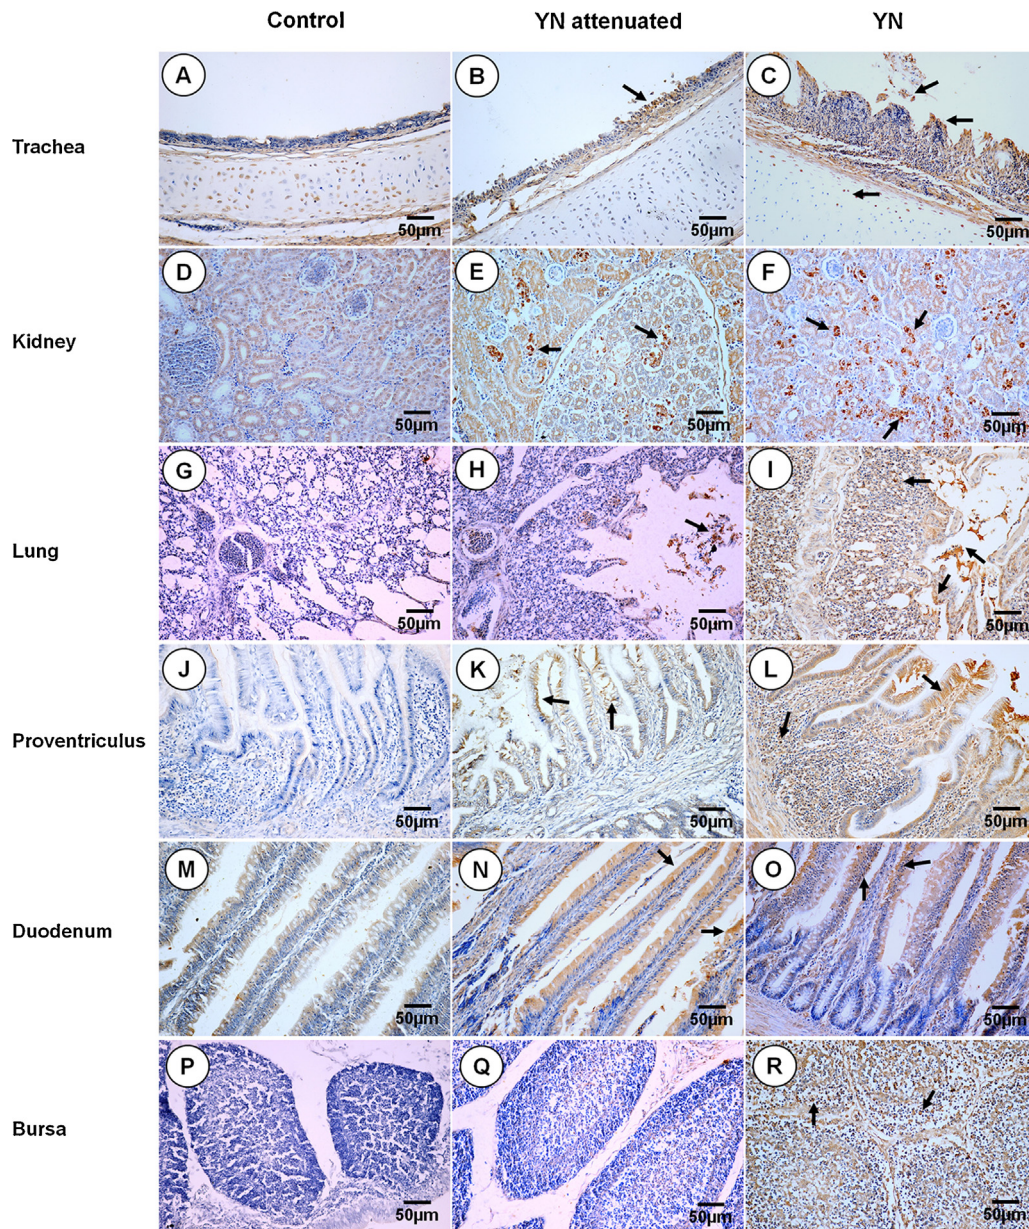 Control YN attenuated YN
Trachea
A B C
50μm 50μm 50μm
Kidney
D E F
50μm 50μm 50μm
Lung
G H I
50μm 50μm 50μm
Proventriculus
J K L
50μm 50μm 50μm
Duodenum
M N O
50μm 50μm 50μm
Bursa
P Q R
50μm 50μm 50μm